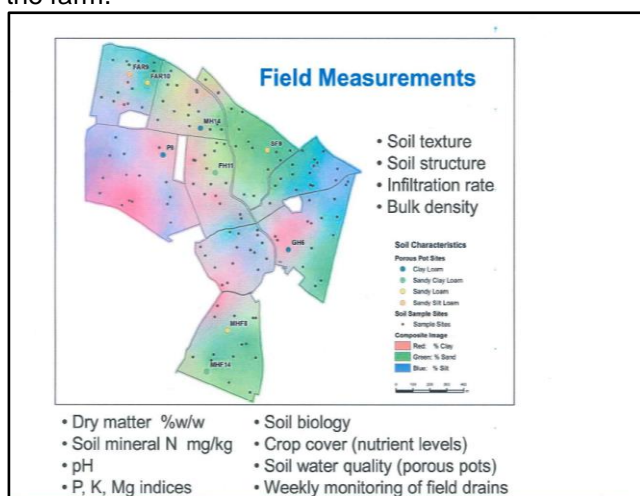 the farm.
Field Measurements
FAR9
FAR10
S
MH14
P6
FH11
SF8
GH6
MHF8
MHF14
• Soil texture
• Soil structure
• Infiltration rate
• Bulk density
Soil Characteristics
Porous Pot Sites
Clay Loam
Sandy Clay Loam
Sandy Loam
Sandy Silt Loam
Soil Sample Sites
Sample Sites
Composite Image
Red: % Clay
Green: % Sand
Blue: % Silt
• Dry matter %w/w
• Soil mineral N mg/kg
• pH
• P, K, Mg indices
• Soil biology
• Crop cover (nutrient levels)
• Soil water quality (porous pots)
• Weekly monitoring of field drains